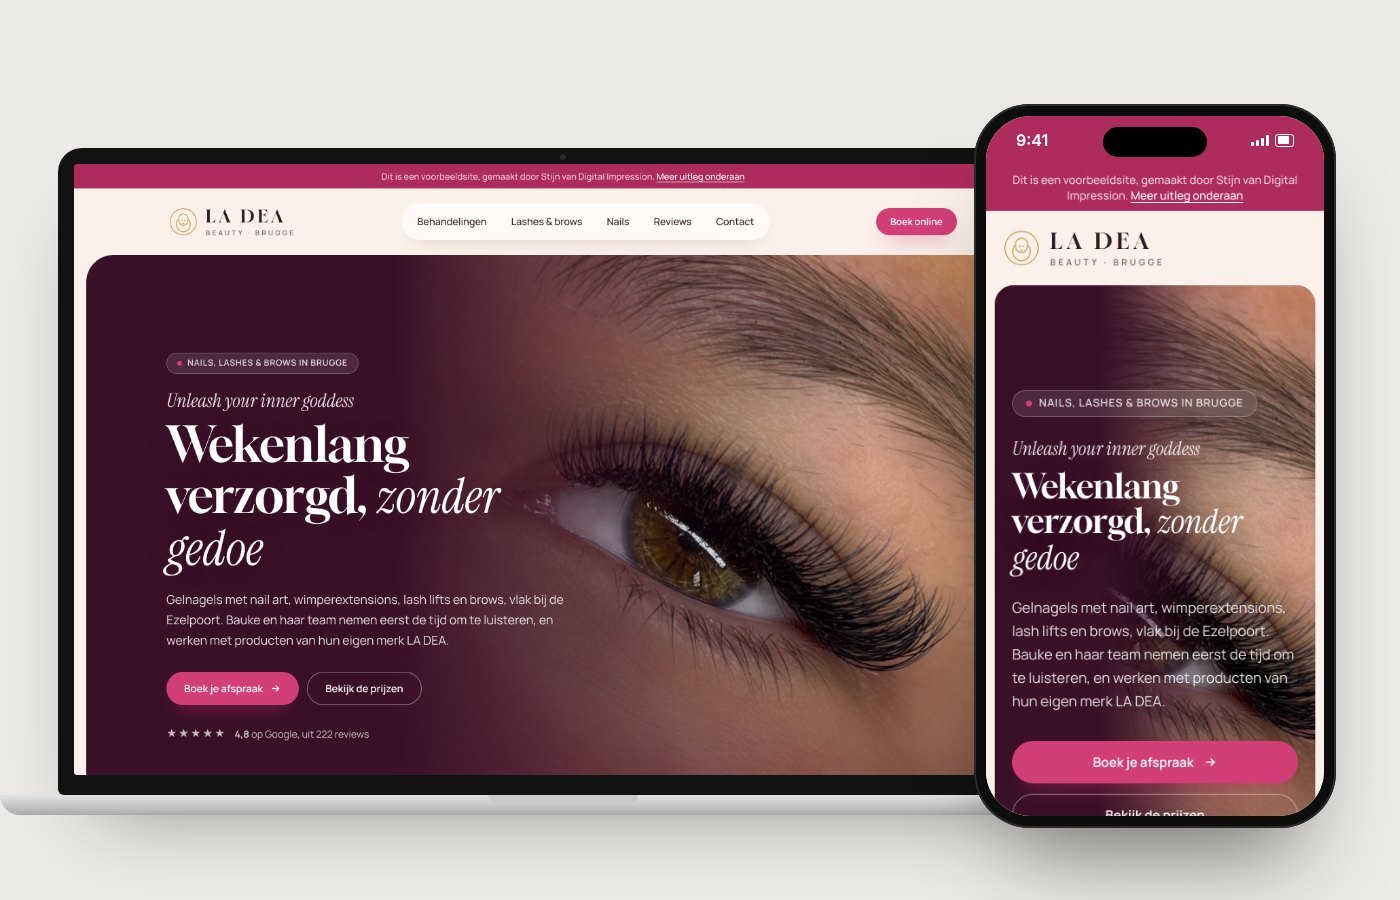 Dit is een voorbeeldsite, gemaakt door Stijn van Digital Impression. Meer uitleg onderaan
LA DEA
BEAUTY · BRUGGE
Behandelingen
Lashes & brows
Nails
Reviews
Contact
Boek online
NAILS, LASHES & BROWS IN BRUGGE
Unleash your inner goddess
Wekenlang
verzorgd, zonder
gedoe
Gelnagels met nail art, wimperextensions, lash lifts en brows, vlak bij de
Ezelpoort. Bauke en haar team nemen eerst de tijd om te luisteren, en
werken met producten van hun eigen merk LA DEA.
Boek je afspraak →
Bekijk de prijzen
★★★★★ 4,8 op Google, uit 222 reviews
9:41
Dit is een voorbeeldsite, gemaakt door Stijn van Digital
Impression. Meer uitleg onderaan
LA DEA
BEAUTY · BRUGGE
NAILS, LASHES & BROWS IN BRUGGE
Unleash your inner goddess
Wekenlang
verzorgd, zonder
gedoe
Gelnagels met nail art, wimperextensions,
lash lifts en brows, vlak bij de Ezelpoort.
Bauke en haar team nemen eerst de tijd om
te luisteren, en werken met producten van
hun eigen merk LA DEA.
Boek je afspraak →
Bekijk de prijzen